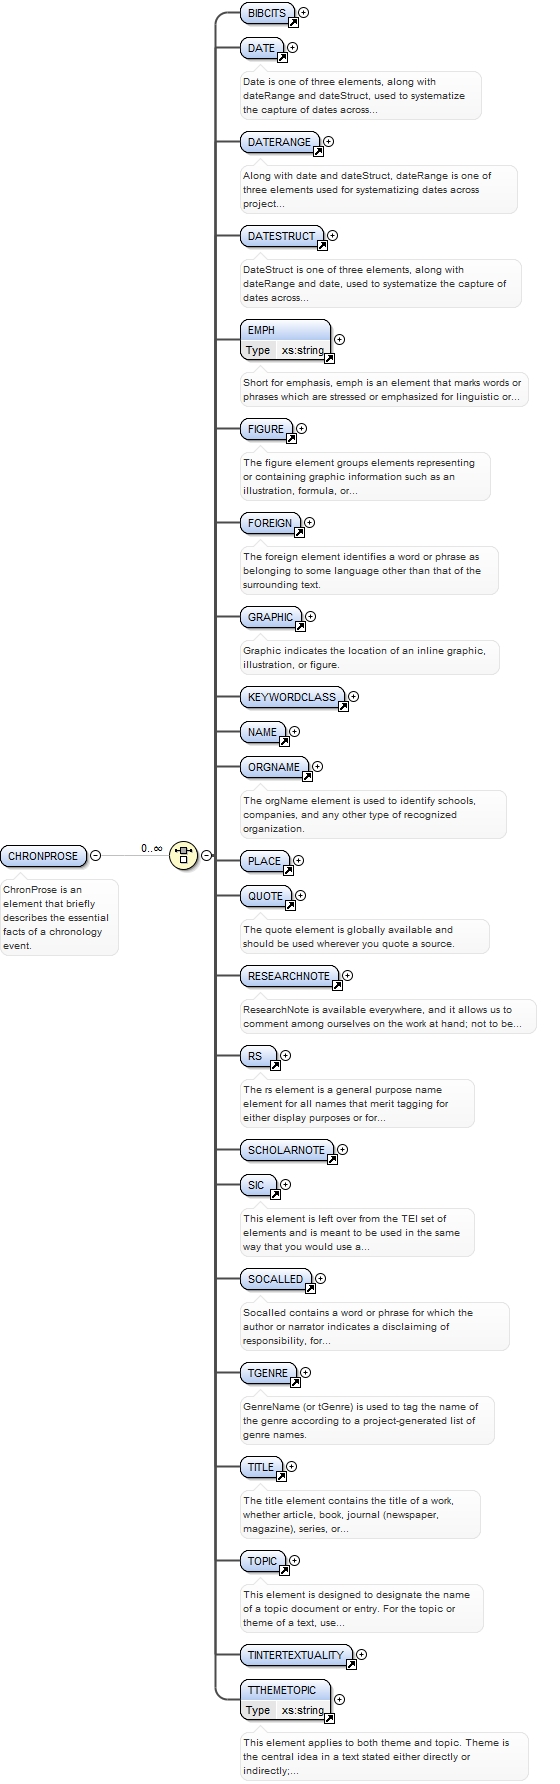 BIBCITS
DATE
Date is one of three elements, along with
dateRange and dateStruct, used to systematize
the capture of dates across...
DATERANGE
Along with date and dateStruct, dateRange is one of
three elements used for systematizing dates across
project...
DATESTRUCT
DateStruct is one of three elements, along with
dateRange and date, used to systematize the capture of
dates across...
EMPH
Type xs:string
Short for emphasis, emph is an element that marks words or
phrases which are stressed or emphasized for linguistic or...
FIGURE
The figure element groups elements representing
or containing graphic information such as an
illustration, formula, or...
FOREIGN
The foreign element identifies a word or phrase as
belonging to some language other than that of the
surrounding text.
GRAPHIC
Graphic indicates the location of an inline graphic,
illustration, or figure.
KEYWORDCLASS
NAME
ORGNAME
The orgName element is used to identify schools,
companies, and any other type of recognized
organization.
CHRONPROSE
0..∞
ChronProse is an
element that briefly
describes the essential
facts of a chronology
event.
PLACE
QUOTE
The quote element is globally available and
should be used wherever you quote a source.
RESEARCHNOTE
ResearchNote is available everywhere, and it allows us to
comment among ourselves on the work at hand; not to be...
RS
The rs element is a general purpose name
element for all names that merit tagging for
either display purposes or for...
SCHOLARNOTE
SIC
This element is left over from the TEI set of
elements and is meant to be used in the same
way that you would use a...
SOCALLED
Socalled contains a word or phrase for which the
author or narrator indicates a disclaiming of
responsibility, for...
TGENRE
GenreName (or tGenre) is used to tag the name of
the genre according to a project-generated list of
genre names.
TITLE
The title element contains the title of a work,
whether article, book, journal (newspaper,
magazine), series, or...
TOPIC
This element is designed to designate the name
of a topic document or entry. For the topic or
theme of a text, use...
TINTERTEXTUALITY
TTHEMETOPIC
Type xs:string
This element applies to both theme and topic. Theme is
the central idea in a text stated either directly or
indirectly;...